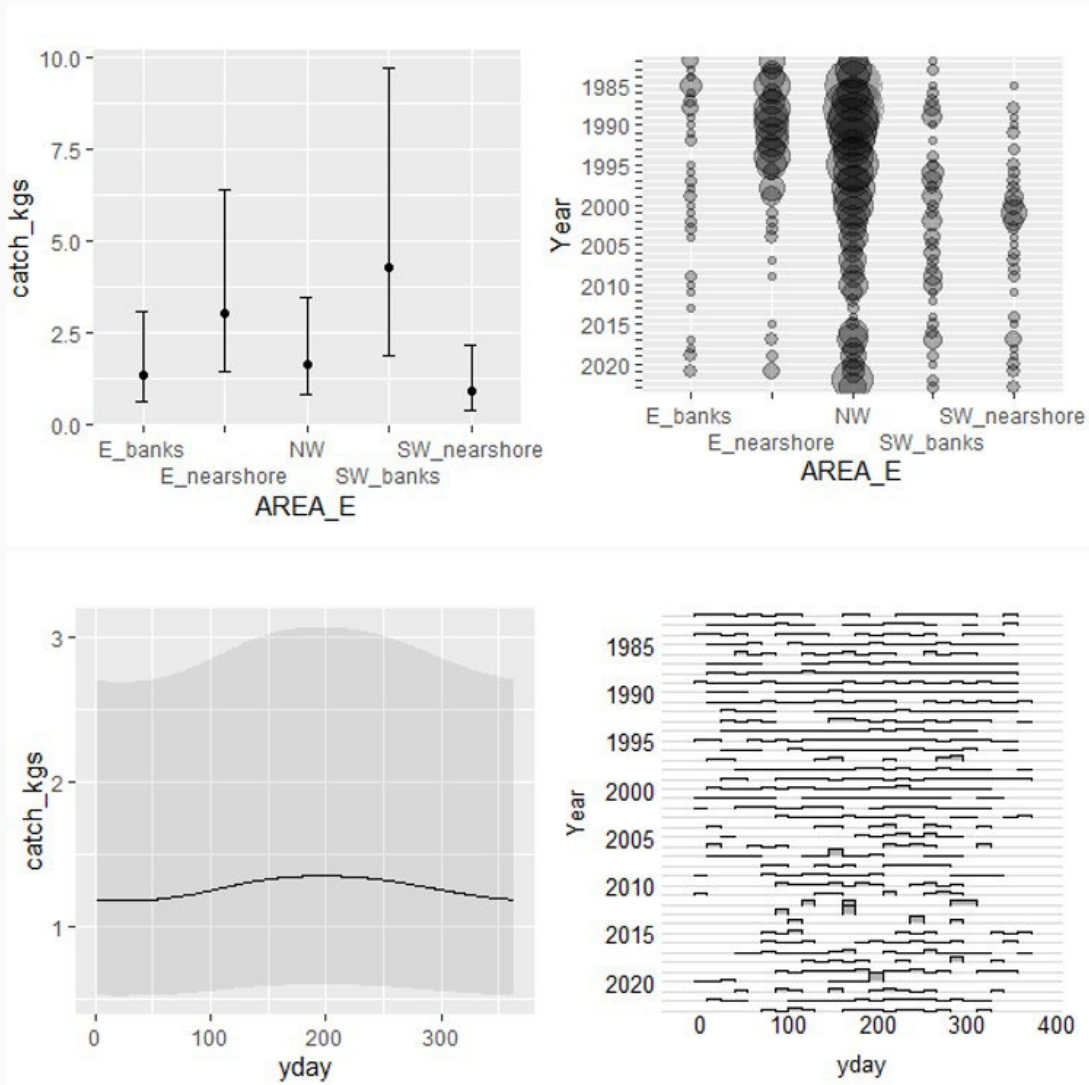 10.0
7.5
5.0
2.5
0.0
catch_kgs
E_banks NW SW_nearshore
E_nearshore SW_banks
AREA_E
1985
1990
1995
2000
2005
2010
2015
2020
Year
E_banks NW SW_nearshore
E_nearshore SW_banks
AREA_E
3
2
1
catch_kgs
0 100 200 300
yday
1985
1990
1995
2000
2005
2010
2015
2020
Year
0 100 200 300 400
yday